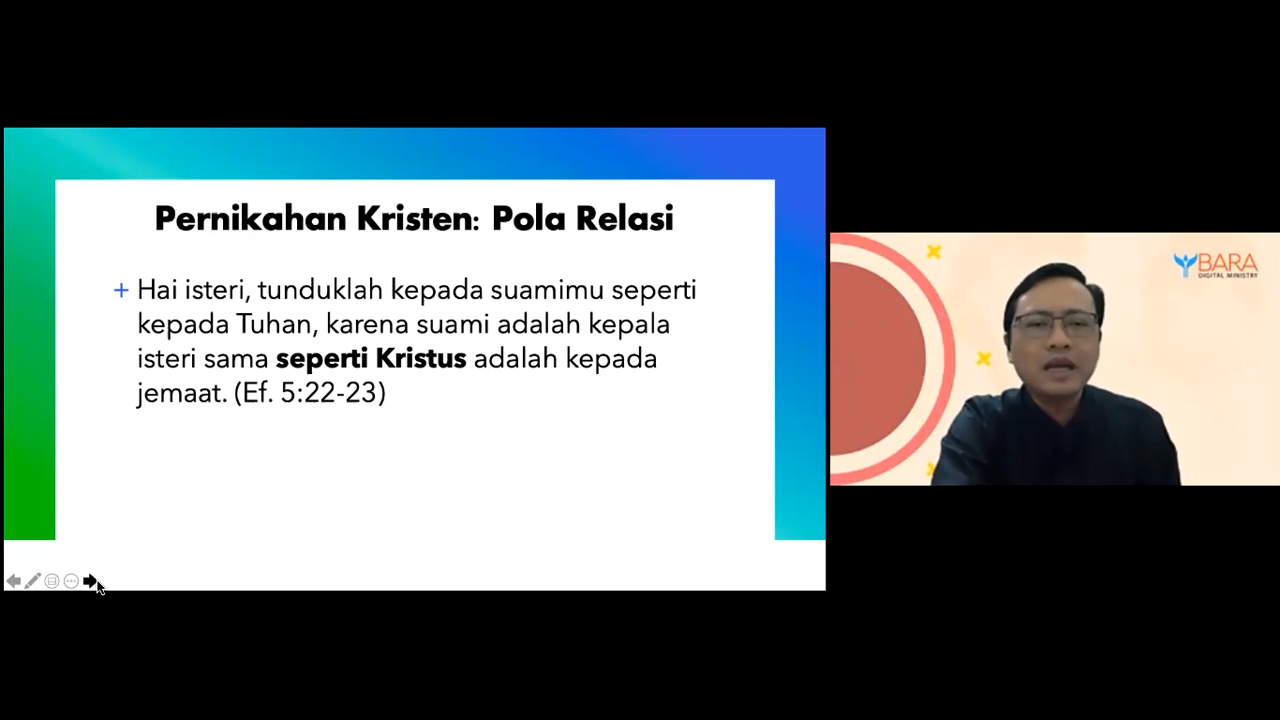 Pernikahan Kristen: Pola Relasi
+ Hai isteri, tunduklah kepada suamimu seperti
kepada Tuhan, karena suami adalah kepala
isteri sama seperti Kristus adalah kepada
jemaat. (Ef. 5:22-23)
BARA
DIGITAL MINISTRY